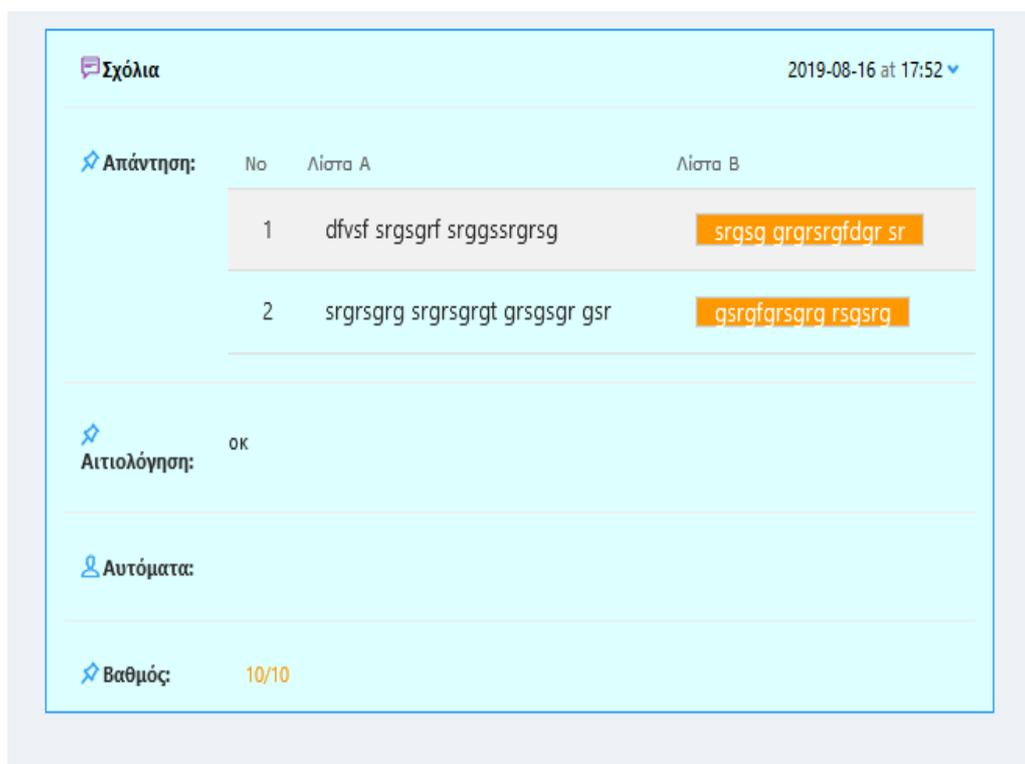 Σχόλια 2019-08-16 at 17:52
Απάντηση: No Λίστα Α Λίστα Β
1 dfvsf srgsgrf srggssrgrsg srgsg grgrsrgfdgr sr
2 srgrsgrg srgrsgrgt grsgsgr gsr gsrgfgrsgrg rsgsrg
οκ
Αιτιολόγηση:
Αυτόματα:
Βαθμός: 10/10